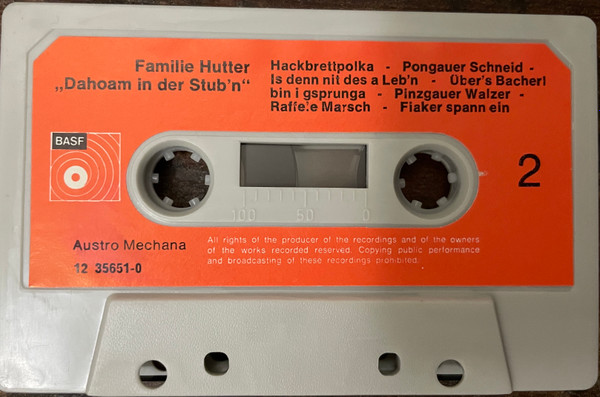 Familie Hutter
„Dahoam in der Stub'n“
Hackbrettpolka - Pongauer Schneid -
Is denn nit des a Leb'n - Über's Bacherl
bin i gsprunga - Pinzgauer Walzer -
Raffele Marsch - Fiaker spann ein
BASF
2
100 50 0
Austro Mechana
12 35651-0
All rights of the producer of the recordings and of the owners
of the works recorded reserved. Copying public performance
and broadcasting of these recordings prohibited.